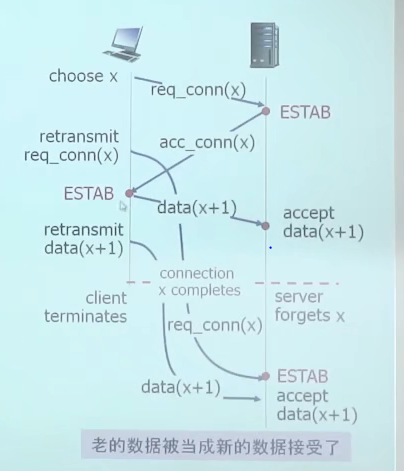 choose x
req_conn(x)
ESTAB
retransmit
req_conn(x)
acc_conn(x)
ESTAB
data(x+1)
accept
data(x+1)
retransmit
data(x+1)
connection
x completes
client
terminates
server
forgets x
req_conn(x)
ESTAB
data(x+1)
accept
data(x+1)
老的数据被当成新的数据接受了